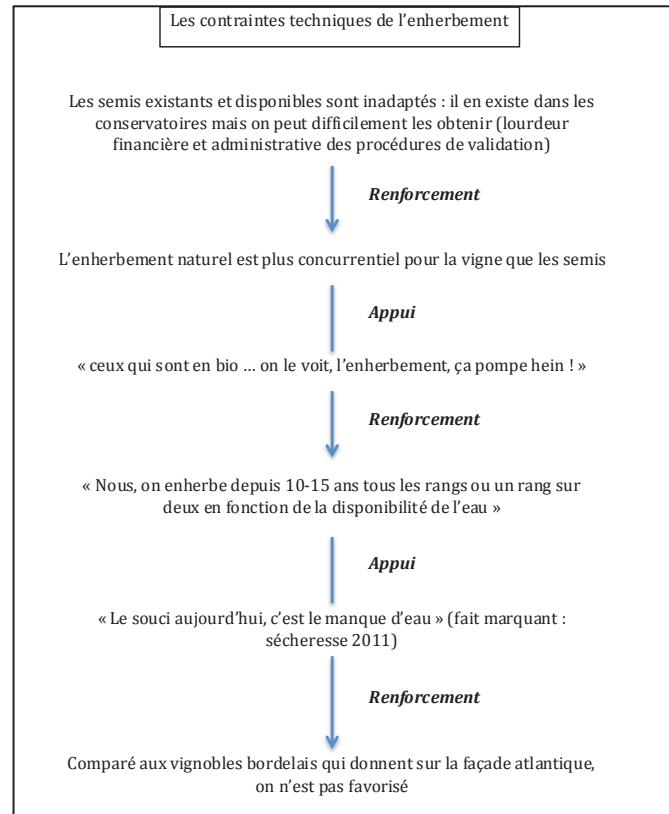 Les contraintes techniques de l’enherbement
Les semis existants et disponibles sont inadaptés : il en existe dans les
conservatoires mais on peut difficilement les obtenir (lourdeur
financière et administrative des procédures de validation)
Renforcement
L’enherbement naturel est plus concurrentiel pour la vigne que les semis
Appui
« ceux qui sont en bio … on le voit, l’enherbement, ça pompe hein ! »
Renforcement
« Nous, on enherbe depuis 10-15 ans tous les rangs ou un rang sur
deux en fonction de la disponibilité de l’eau »
Appui
« Le souci aujourd’hui, c’est le manque d’eau » (fait marquant :
sécheresse 2011)
Renforcement
Comparé aux vignobles bordelais qui donnent sur la façade atlantique,
on n’est pas favorisé